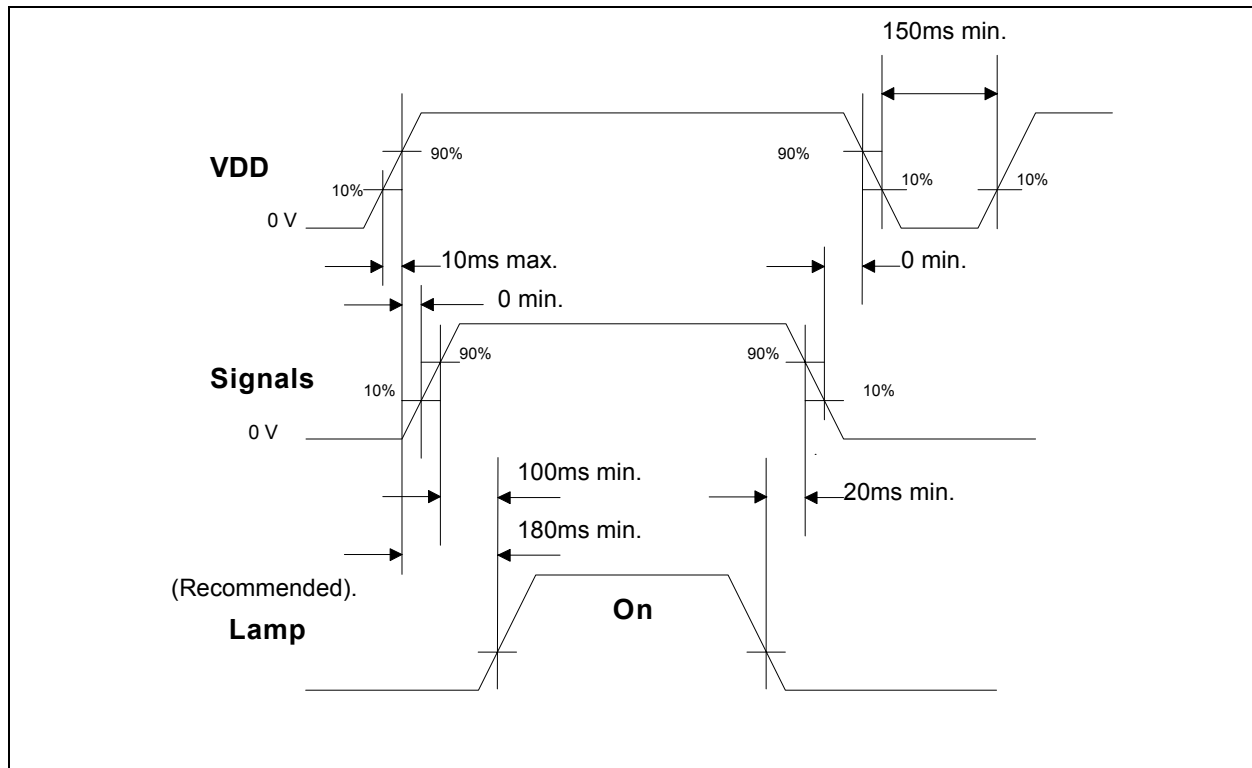 150ms min.
90%
90%
VDD
10%
10%
10%
0 V
10ms max.
0 min.
0 min.
90%
90%
Signals
10%
10%
0 V
100ms min.
20ms min.
180ms min.
(Recommended).
On
Lamp